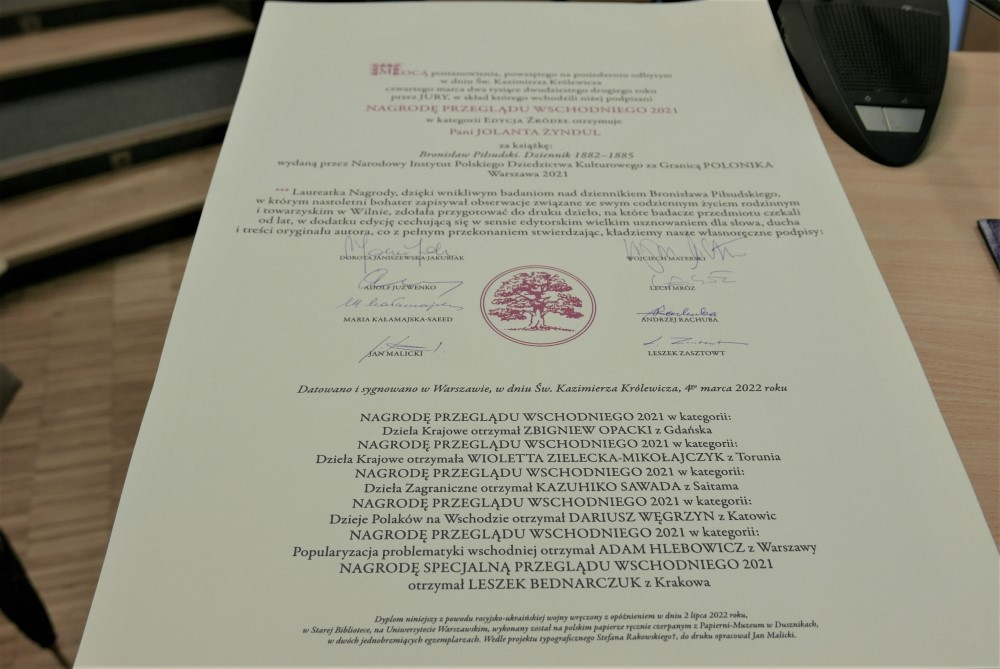 MOCĄ postanowienia, powziętego na posiedzeniu odbytym
w dniu Św. Kazimierza Królewicza
czwartego marca dwa tysiące dwudziestego drugiego roku
przez JURY, w skład którego wchodzili niżej podpisani
NAGRODĘ PRZEGLĄDU WSCHODNIEGO 2021
w kategorii Edycja Źródeł otrzymuje
Pani JOLANTA ŻYNDUL
za książkę:
Bronisław Piłsudski. Dziennik 1882–1885
wydaną przez Narodowy Instytut Polskiego Dziedzictwa Kulturowego za Granicą POLONIKA
Warszawa 2021
*** Laureatka Nagrody, dzięki wnikliwym badaniom nad dziennikiem Bronisława Piłsudskiego,
w którym nastoletni bohater zapisywał obserwacje związane ze swym codziennym życiem rodzinnym
i towarzyskim w Wilnie, zdołała przygotować do druku dzieło, na które badacze przedmiotu czekali
od lat, w dodatku edycję cechującą się w sensie edytorskim wielkim uszanowaniem dla słowa, ducha
i treści oryginału autora, co z pełnym przekonaniem stwierdzając, kładziemy nasze własnoręczne podpisy:
DOROTA JANISZEWSKA-JAKUBIAK
WOJCIECH MATERSKI
ADOLF JUZWENKO
LECH MRÓZ
MARIA KAŁAMAJSKA-SAEED
ANDRZEJ RACHUBA
JAN MALICKI
LESZEK ZASZTOWT
Datowano i sygnowano w Warszawie, w dniu Św. Kazimierza Królewicza, 4go marca 2022 roku
NAGRODĘ PRZEGLĄDU WSCHODNIEGO 2021 w kategorii:
Dzieła Krajowe otrzymał ZBIGNIEW OPACKI z Gdańska
NAGRODĘ PRZEGLĄDU WSCHODNIEGO 2021 w kategorii:
Dzieła Krajowe otrzymała WIOLETTA ZIELECKA-MIKOŁAJCZYK z Torunia
NAGRODĘ PRZEGLĄDU WSCHODNIEGO 2021 w kategorii:
Dzieła Zagraniczne otrzymał KAZUHIKO SAWADA z Saitama
NAGRODĘ PRZEGLĄDU WSCHODNIEGO 2021 w kategorii:
Dzieje Polaków na Wschodzie otrzymał DARIUSZ WĘGRZYN z Katowic
NAGRODĘ PRZEGLĄDU WSCHODNIEGO 2021 w kategorii:
Popularyzacja problematyki wschodniej otrzymał ADAM HLEBOWICZ z Warszawy
NAGRODĘ SPECJALNĄ PRZEGLĄDU WSCHODNIEGO 2021
otrzymał LESZEK BEDNARCZUK z Krakowa
Dyplom niniejszy z powodu rosyjsko-ukraińskiej wojny wręczony z opóźnieniem w dniu 2 lipca 2022 roku,
w Starej Bibliotece, na Uniwersytecie Warszawskim, wykonany został na polskim papierze ręcznie czerpanym z Papierni-Muzeum w Dusznikach,
w dwóch jednobrzmiących egzemplarzach. Wedle projektu typograficznego Stefana Rakowskiego†, do druku opracował Jan Malicki.